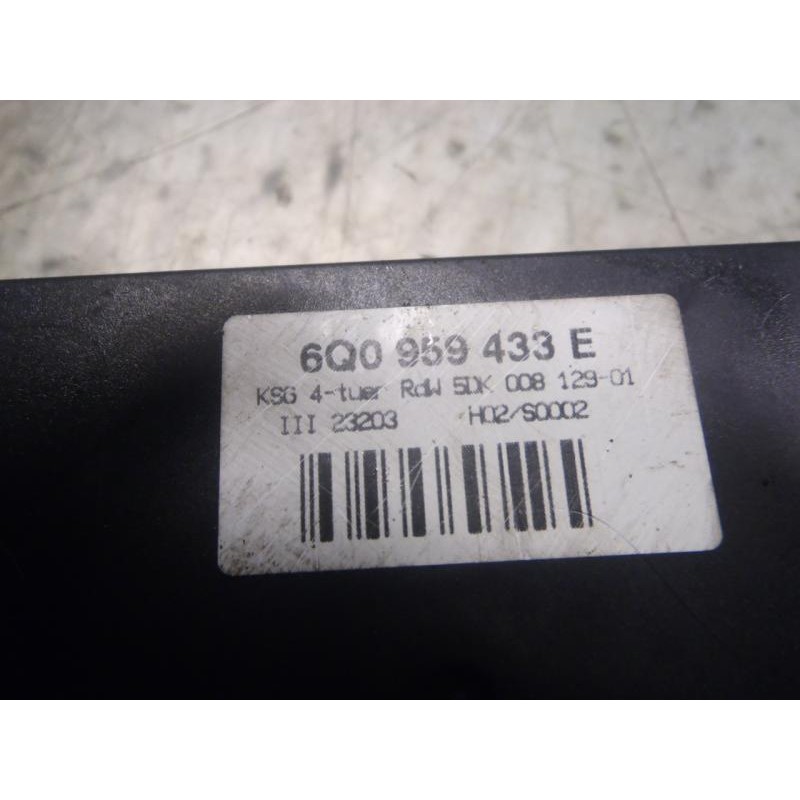 6Q0 959 433 E
KSG 4-tuer RdW 5DK 008 129-01
III 23203 H02/S0002